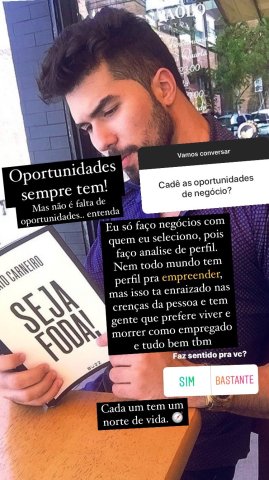 Vamos conversar
Cadê as oportunidades
de negócio?
Oportunidades
sempre tem!
Mas não é falta de
oportunidades.. entenda
Eu só faço negócios com
quem eu seleciono, pois
faço analise de perfil.
Nem todo mundo tem
perfil pra empreender,
mas isso ta enraizado nas
crenças da pessoa e tem
gente que prefere viver e
morrer como empregado
e tudo bem tbm
CARNEIRO
SEJA
FODA!
BUZZ
Faz sentido pra vc?
SIM
BASTANTE
Cada um tem um
norte de vida. 🧭